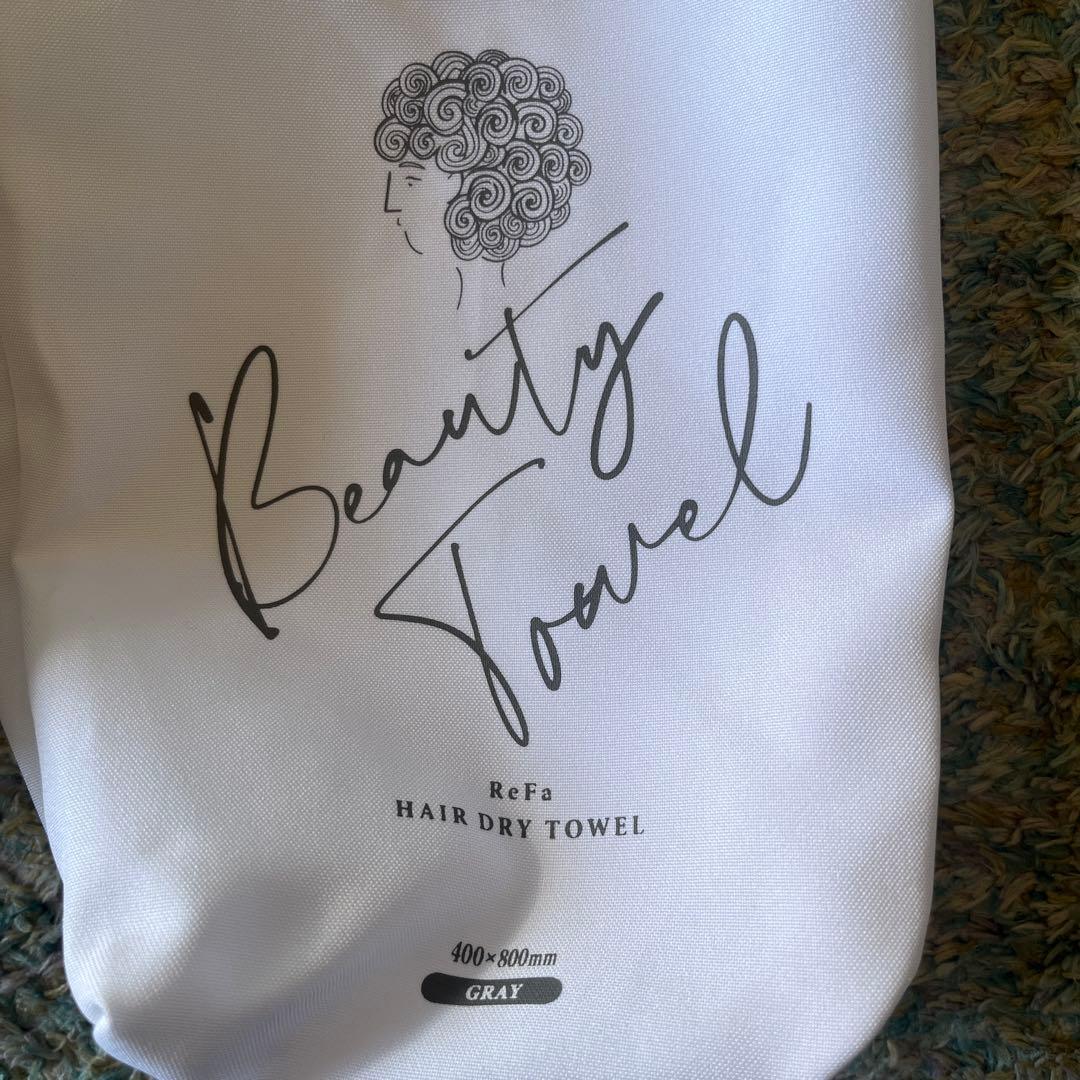 Beauty
Towel
ReFa
HAIR DRY TOWEL
400×800mm
GRAY